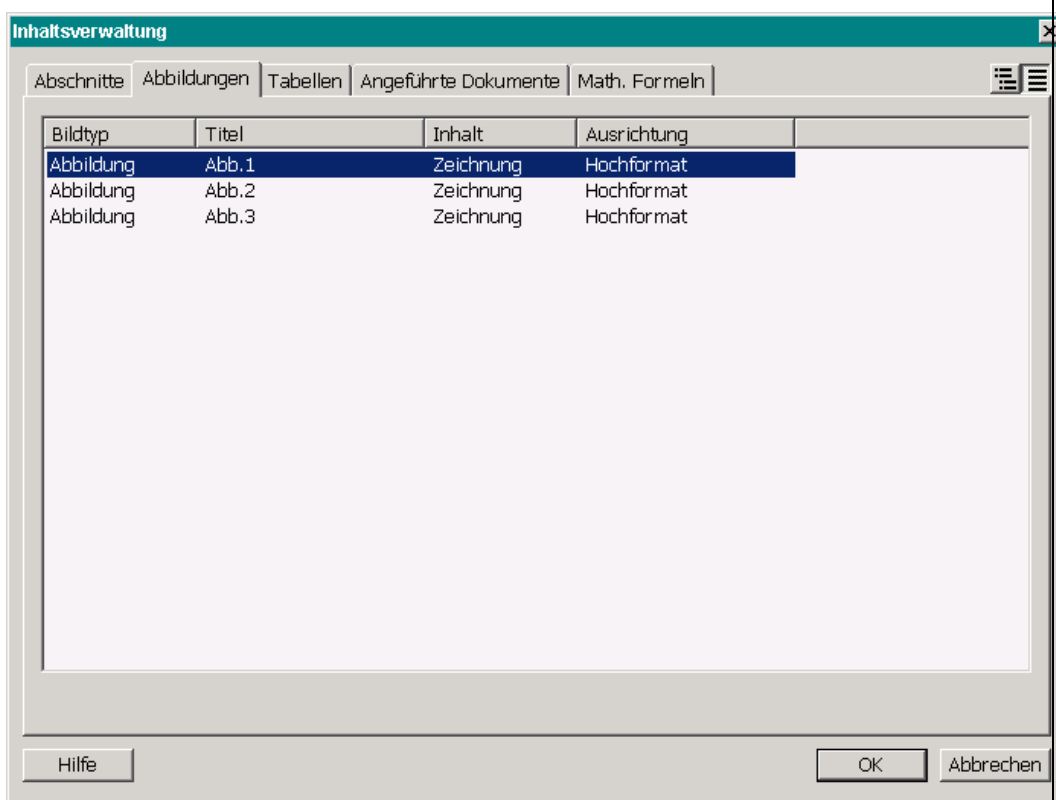 Inhaltsverwaltung
Abschnitte Abbildungen Tabellen Angeführte Dokumente Math. Formeln
Bildtyp Titel Inhalt Ausrichtung
Abbildung Abb.1 Zeichnung Hochformat
Abbildung Abb.2 Zeichnung Hochformat
Abbildung Abb.3 Zeichnung Hochformat
Hilfe OK Abbrechen